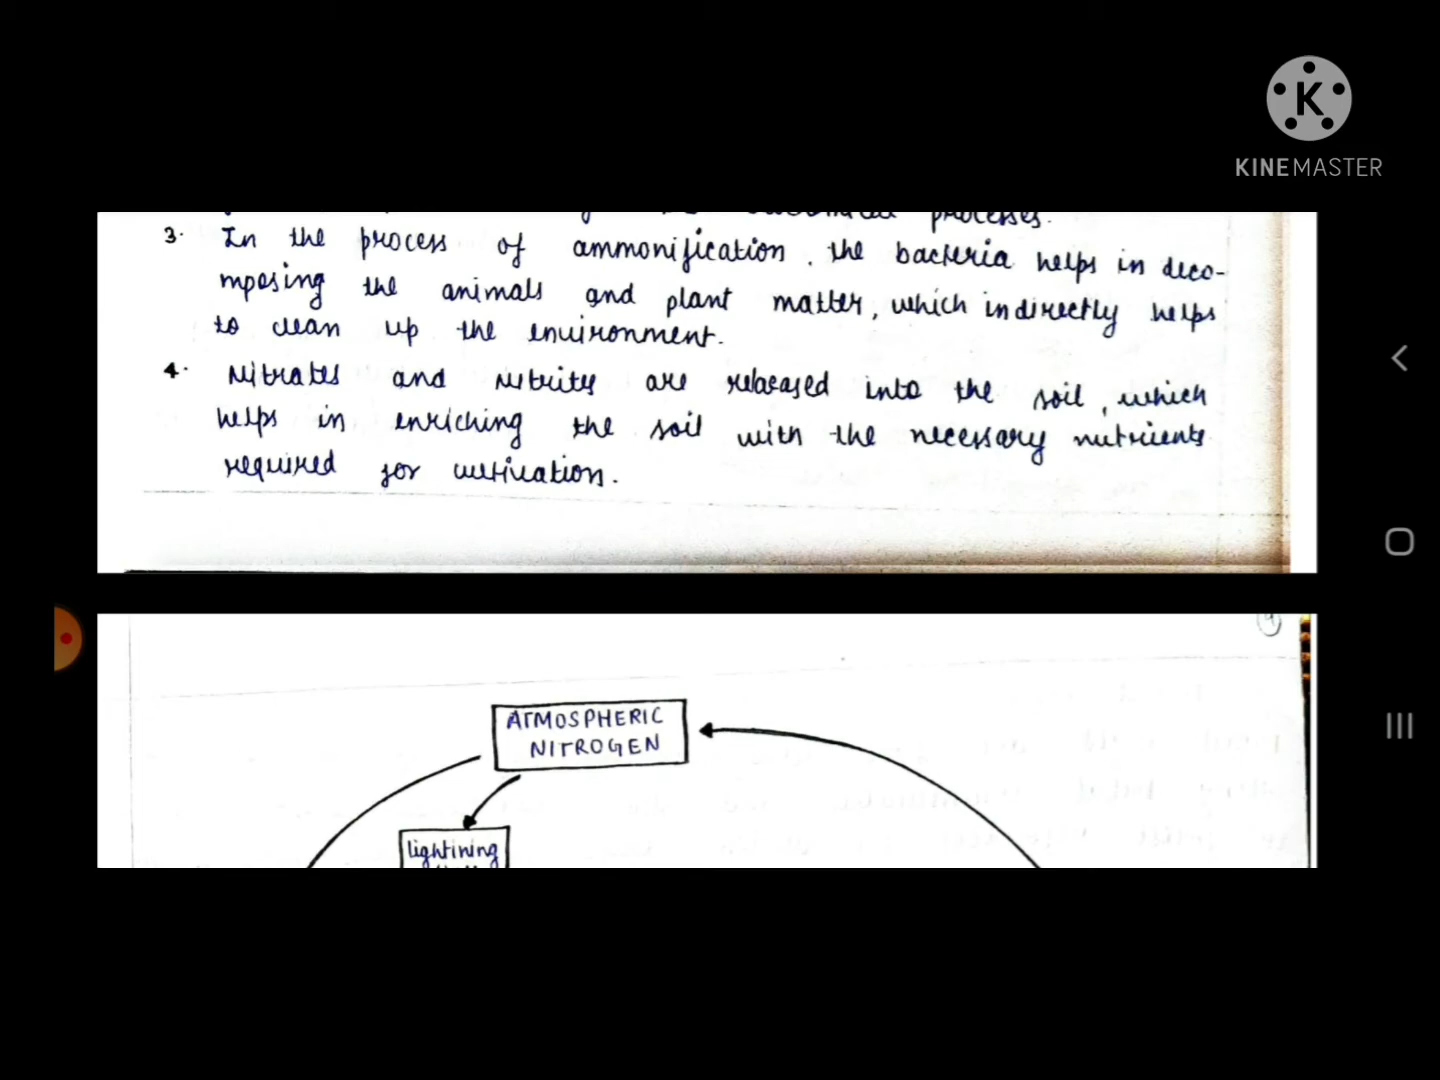 KINEMASTER
processes.
3. In the process of ammonification, the bacteria helps in deco-
mposing the animals and plant matter, which indirectly helps
to clean up the environment.
4. Nitrates and nitrity are released into the soil, which
helps in enriching the soil with the necessary nutrients
required for cultivation.
ATMOSPHERIC
NITROGEN
lightining